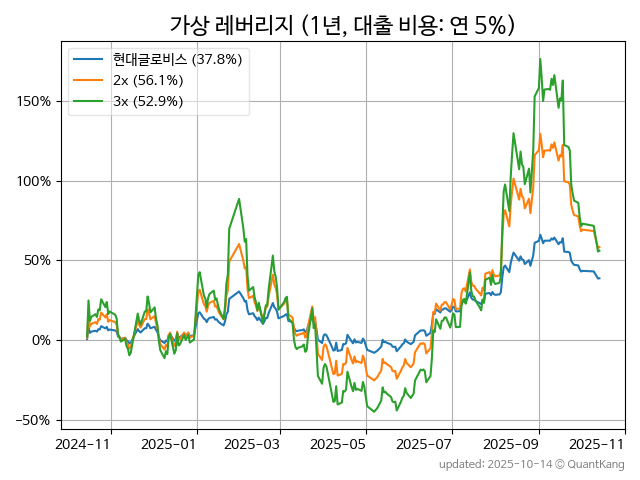 가상 레버리지 (1년, 대출 비용: 연 5%)
현대글로비스 (37.8%)
2x (56.1%)
3x (52.9%)
150%
100%
50%
0%
−50%
2024-11 2025-01 2025-03 2025-05 2025-07 2025-09 2025-11
updated: 2025-10-14 © QuantKang